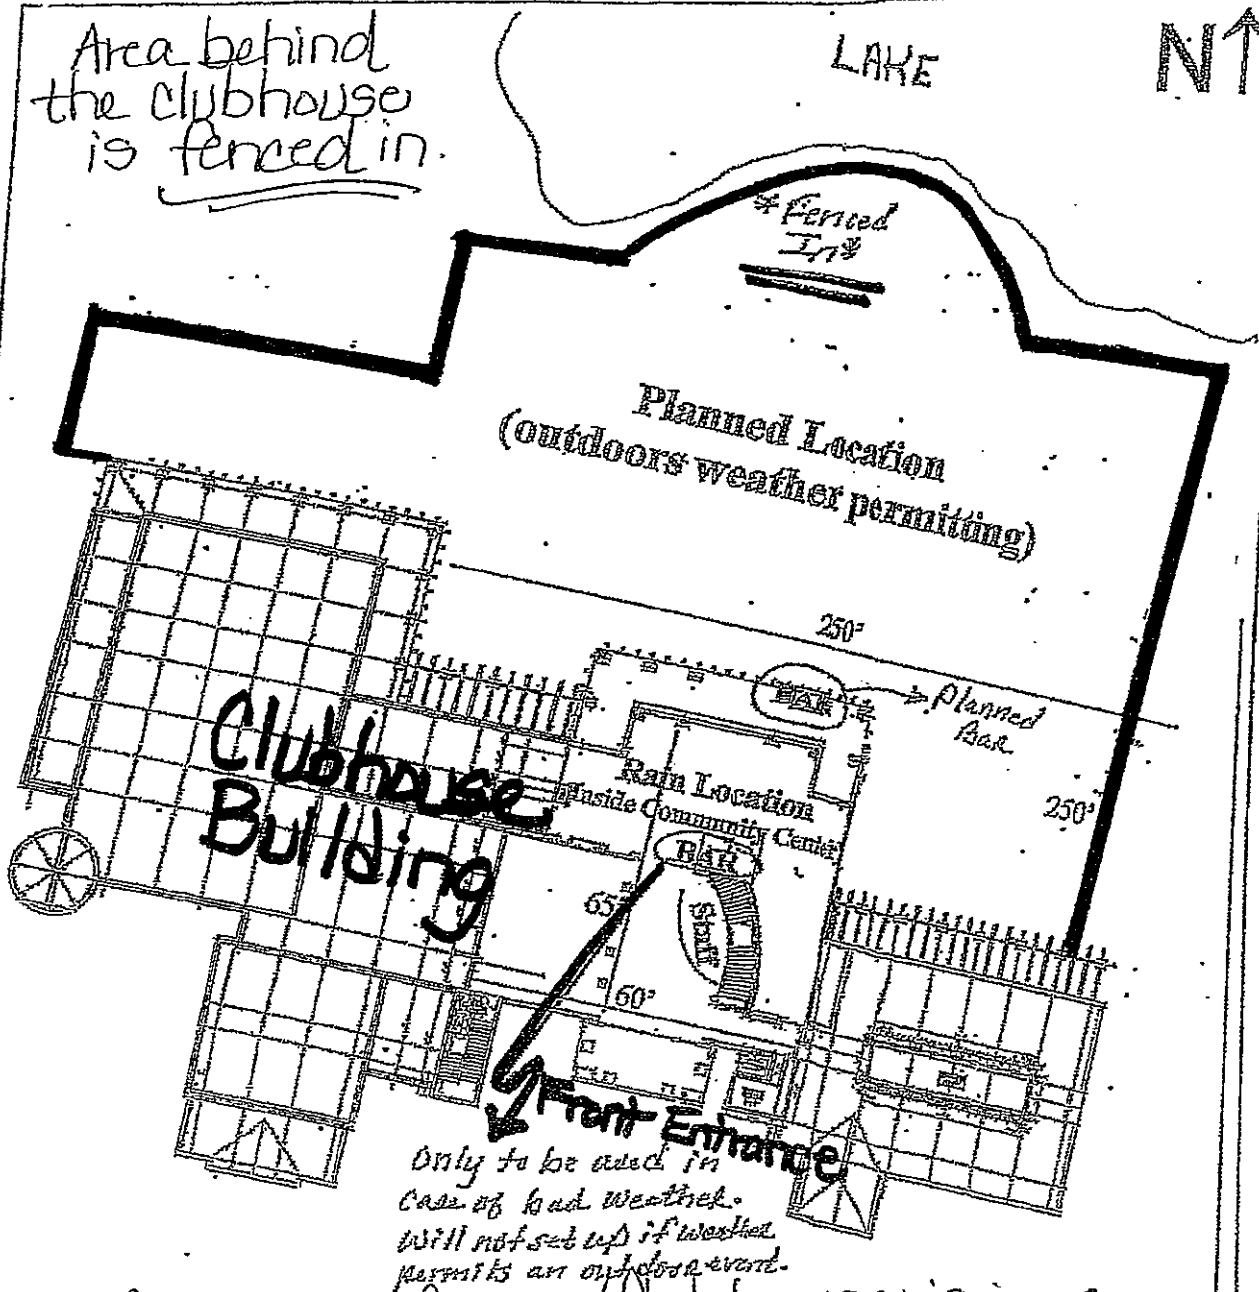 Area behind
the clubhouse
is fenced in.
LAKE
N
*Fenced
In*
Planned Location
(outdoors weather permitting)
250'
BAR
Planned
Bar
Rain Location
Inside Community Center
250'
Clubhouse
Building
BAR
65'
Staff
60'
Front Entrance
Only to be used in
case of bad weather.
Will not set up if weather
permits an outdoor event.